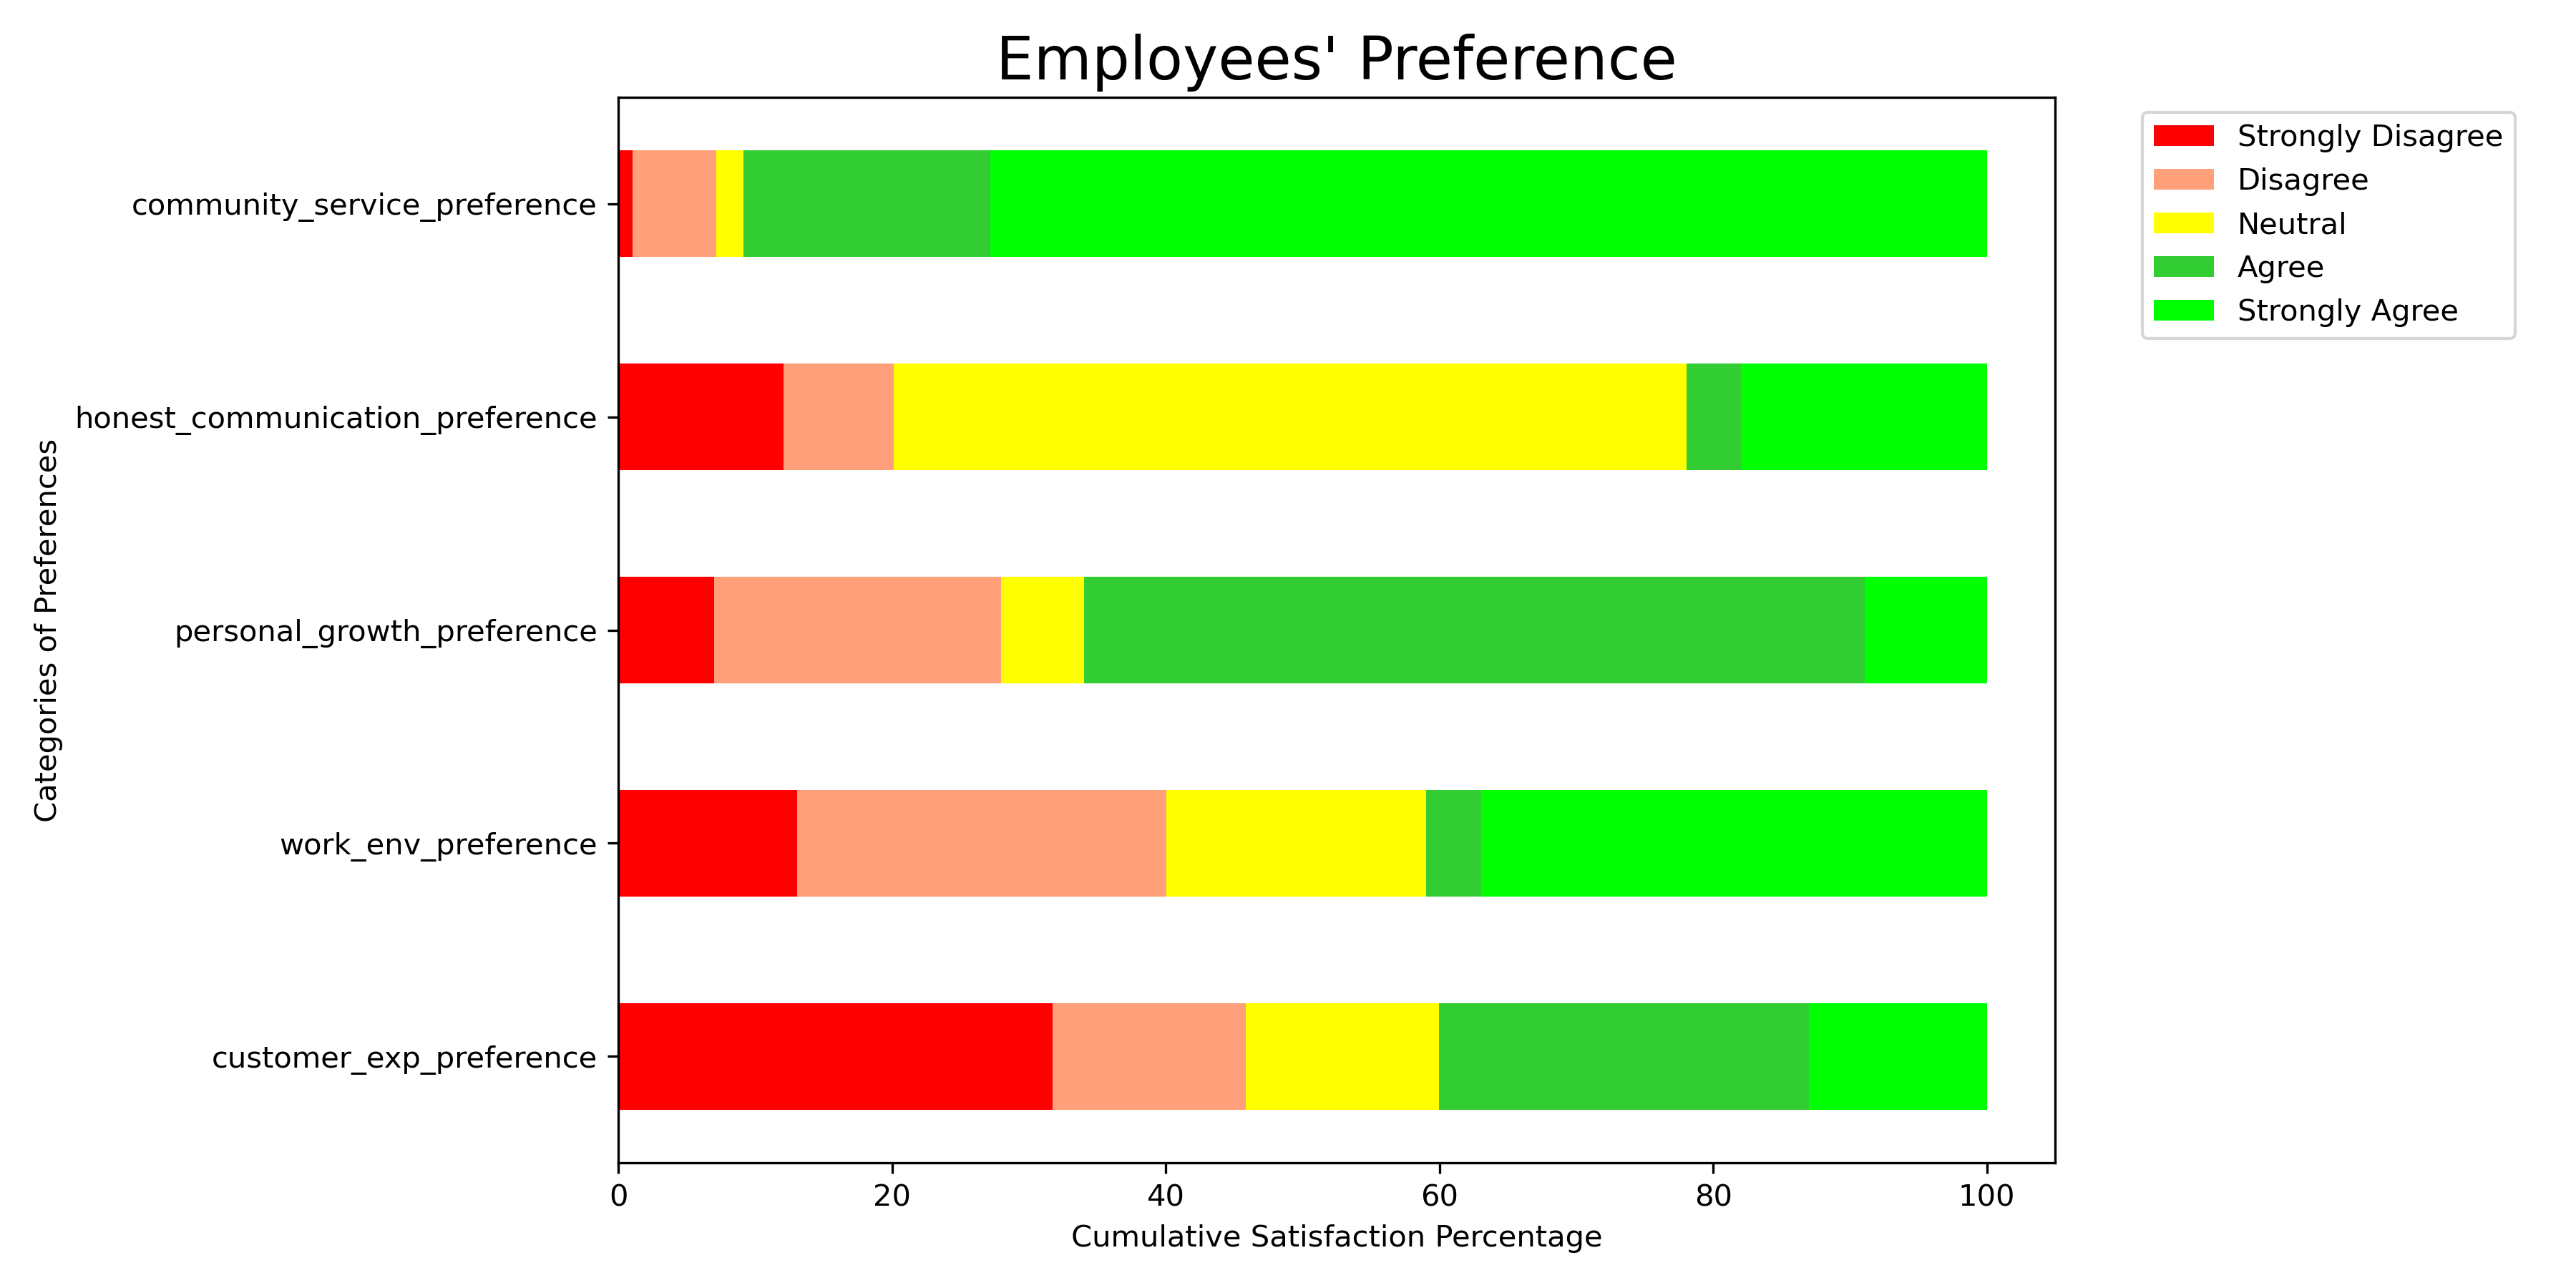 Employees' Preference
Strongly Disagree
Disagree
Neutral
Agree
Strongly Agree
Categories of Preferences
community_service_preference
honest_communication_preference
personal_growth_preference
work_env_preference
customer_exp_preference
0 20 40 60 80 100
Cumulative Satisfaction Percentage